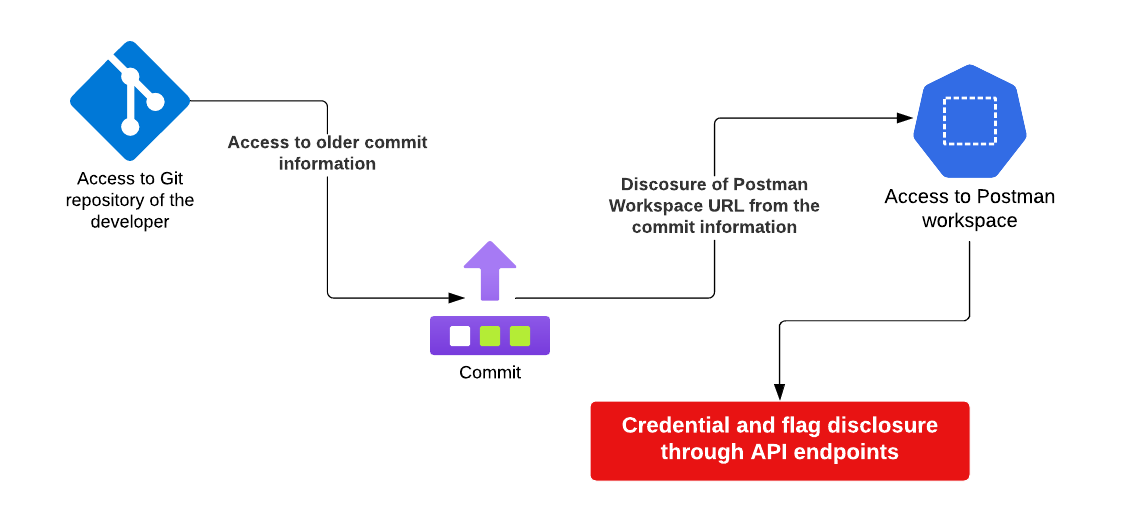 Access to Git
repository of the
developer
Access to older commit
information
Commit
Discosure of Postman
Workspace URL from the
commit information
Access to Postman
workspace
Credential and flag disclosure
through API endpoints